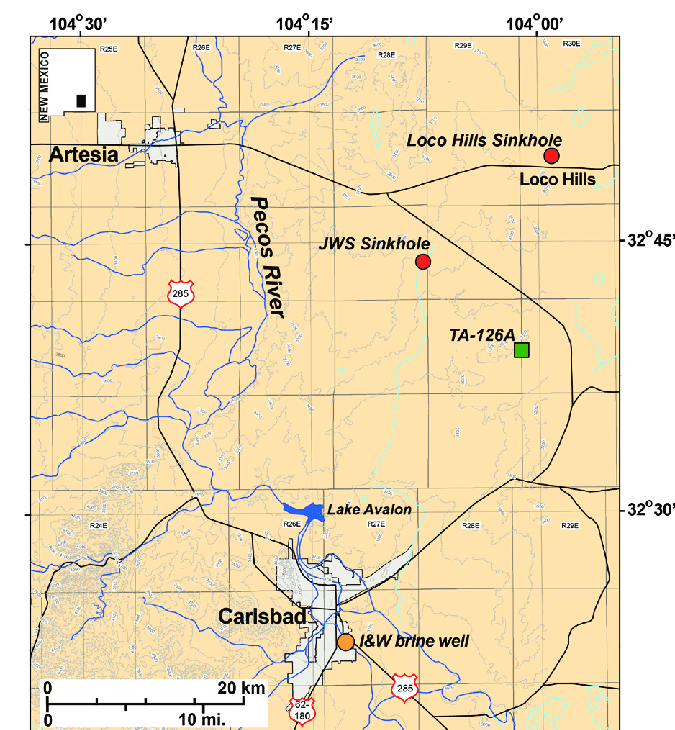 104°30' 104°15' 104°00'
R25E R26E R27E R28E R29E R30E
NEW MEXICO
Artesia
Loco Hills Sinkhole
Loco Hills
Pecos River
JWS Sinkhole
32°45'
285
TA-126A
32°30'
Lake Avalon
R24E R26E R27E R28E R29E
Carlsbad
I&W brine well
285
0 20 km
0 10 mi.
62-
180